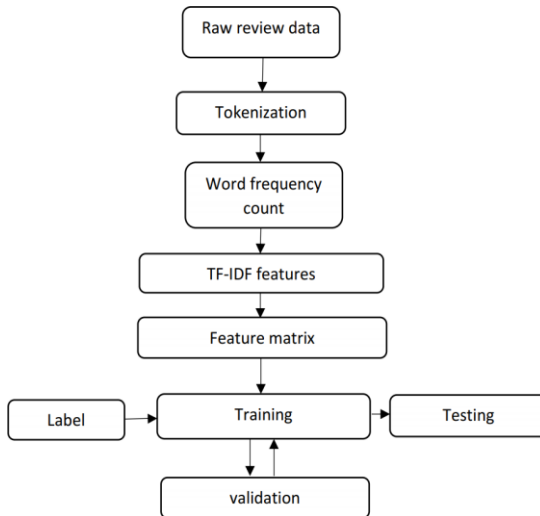 Raw review data
Tokenization
Word frequency
count
TF-IDF features
Feature matrix
Label
Training
Testing
validation